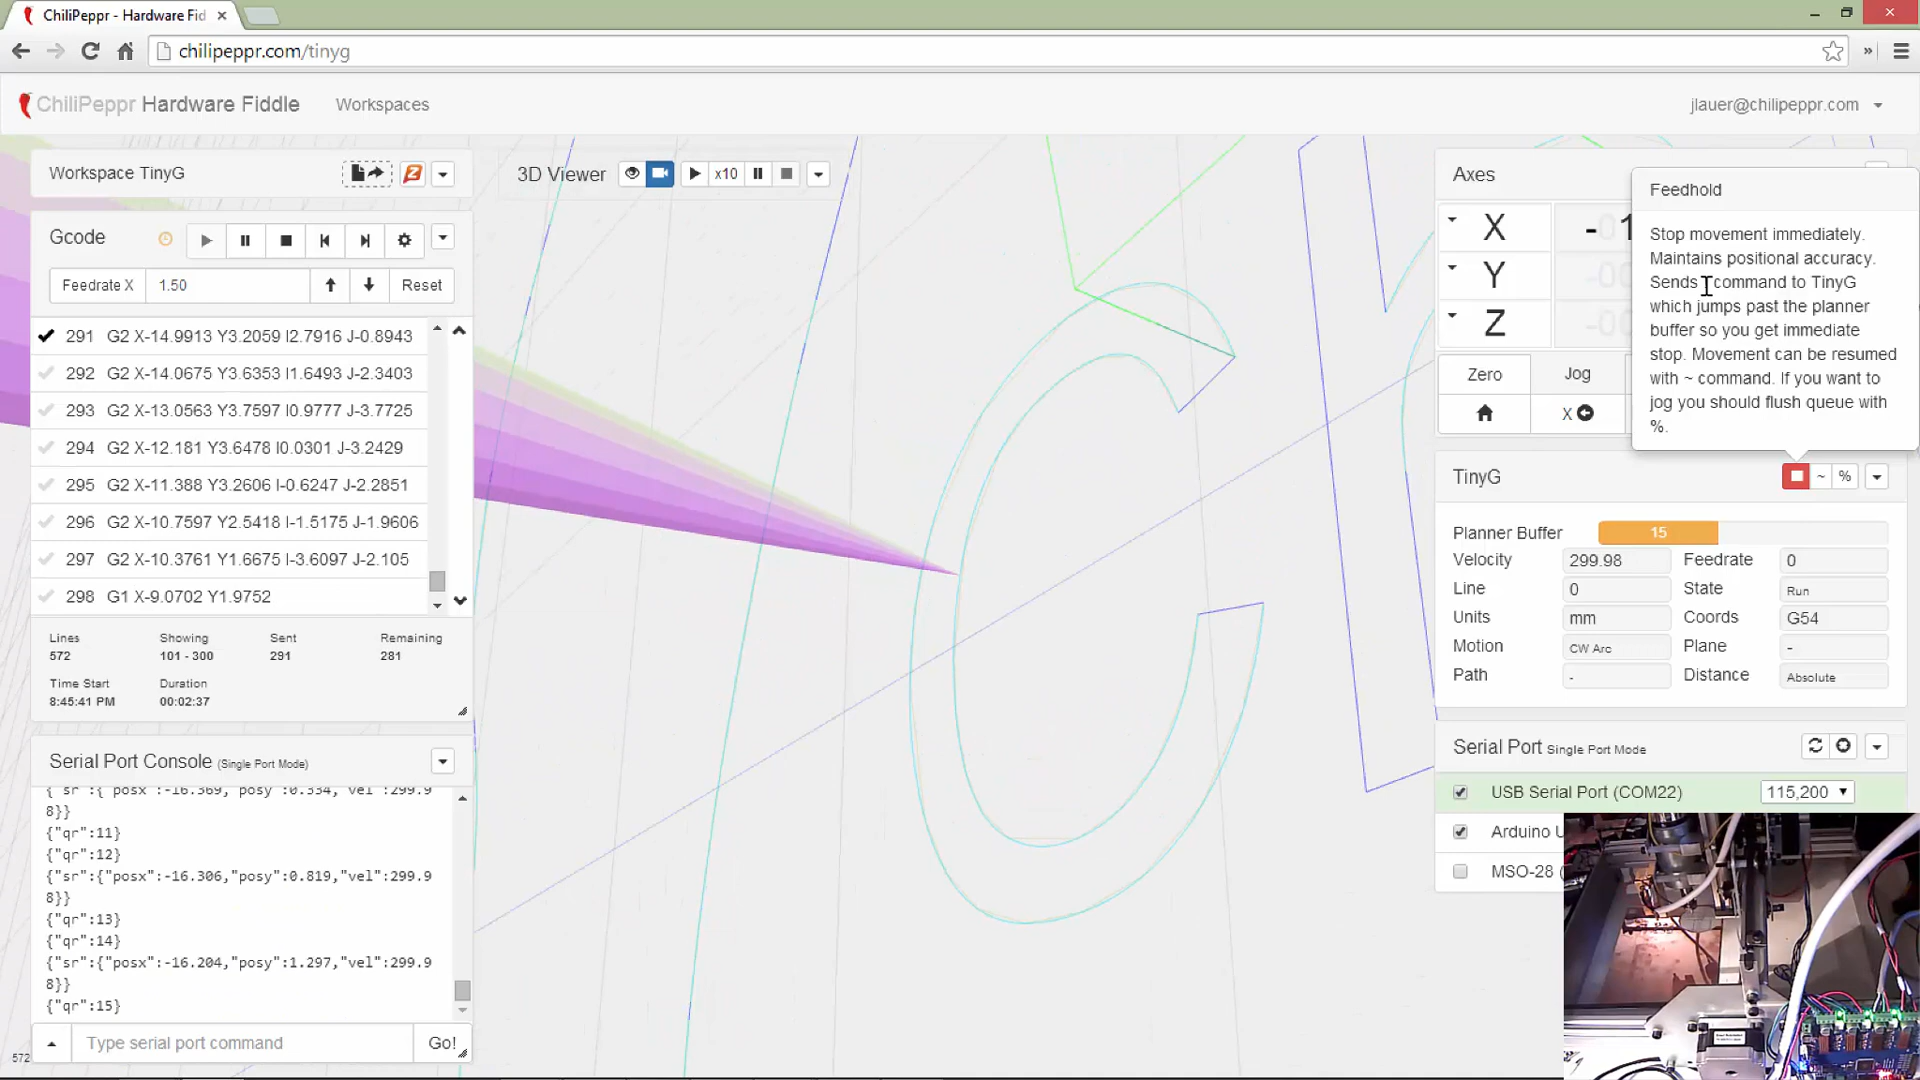 ChiliPeppr - Hardware Fid
chilipeppr.com/tinyg
ChiliPeppr Hardware Fiddle
Workspaces
jlauer@chilipeppr.com
Workspace TinyG
3D Viewer
x10
Gcode
Feedrate X
1.50
Reset
291 G2 X-14.9913 Y3.2059 I2.7916 J-0.8943
292 G2 X-14.0675 Y3.6353 I1.6493 J-2.3403
293 G2 X-13.0563 Y3.7597 I0.9777 J-3.7725
294 G2 X-12.181 Y3.6478 I0.0301 J-3.2429
295 G2 X-11.388 Y3.2606 I-0.6247 J-2.2851
296 G2 X-10.7597 Y2.5418 I-1.5175 J-1.9606
297 G2 X-10.3761 Y1.6675 I-3.6097 J-2.105
298 G1 X-9.0702 Y1.9752
Lines Showing Sent Remaining
572 101 - 300 291 281
Time Start Duration
8:45:41 PM 00:02:37
Serial Port Console (Single Port Mode)
{"sr":{"posx":-16.369,"posy":0.334,"vel":299.9
8}}
{"qr":11}
{"qr":12}
{"sr":{"posx":-16.306,"posy":0.819,"vel":299.9
8}}
{"qr":13}
{"qr":14}
{"sr":{"posx":-16.204,"posy":1.297,"vel":299.9
8}}
{"qr":15}
Type serial port command
Go!
572
Axes
X
Y
Z
Zero
Jog
X
Feedhold
Stop movement immediately.
Maintains positional accuracy.
Sends command to TinyG
which jumps past the planner
buffer so you get immediate
stop. Movement can be resumed
with ~ command. If you want to
jog you should flush queue with
%.
TinyG
~
%
Planner Buffer 15
Velocity 299.98 Feedrate 0
Line 0 State Run
Units mm Coords G54
Motion CW Arc Plane -
Path - Distance Absolute
Serial Port Single Port Mode
USB Serial Port (COM22) 115,200
Arduino
MSO-28